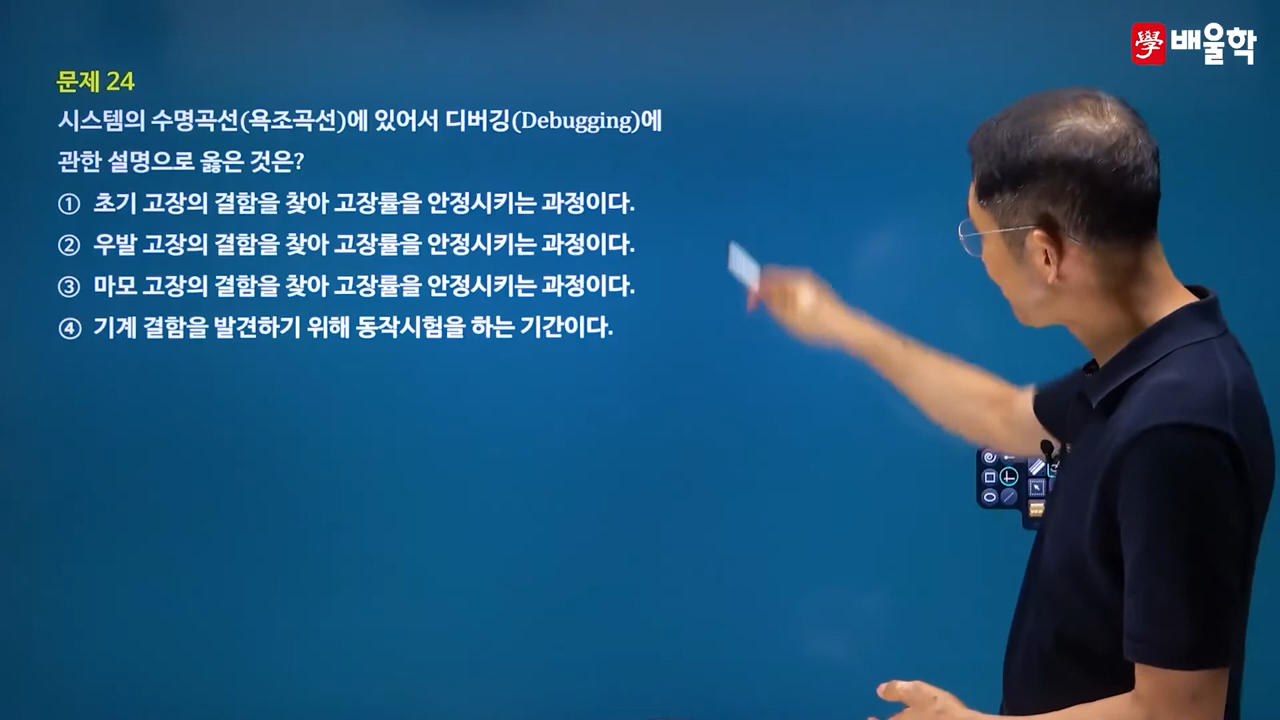 學 배울학
문제 24
시스템의 수명곡선(욕조곡선)에 있어서 디버깅(Debugging)에
관한 설명으로 옳은 것은?
① 초기 고장의 결함을 찾아 고장률을 안정시키는 과정이다.
② 우발 고장의 결함을 찾아 고장률을 안정시키는 과정이다.
③ 마모 고장의 결함을 찾아 고장률을 안정시키는 과정이다.
④ 기계 결함을 발견하기 위해 동작시험을 하는 기간이다.